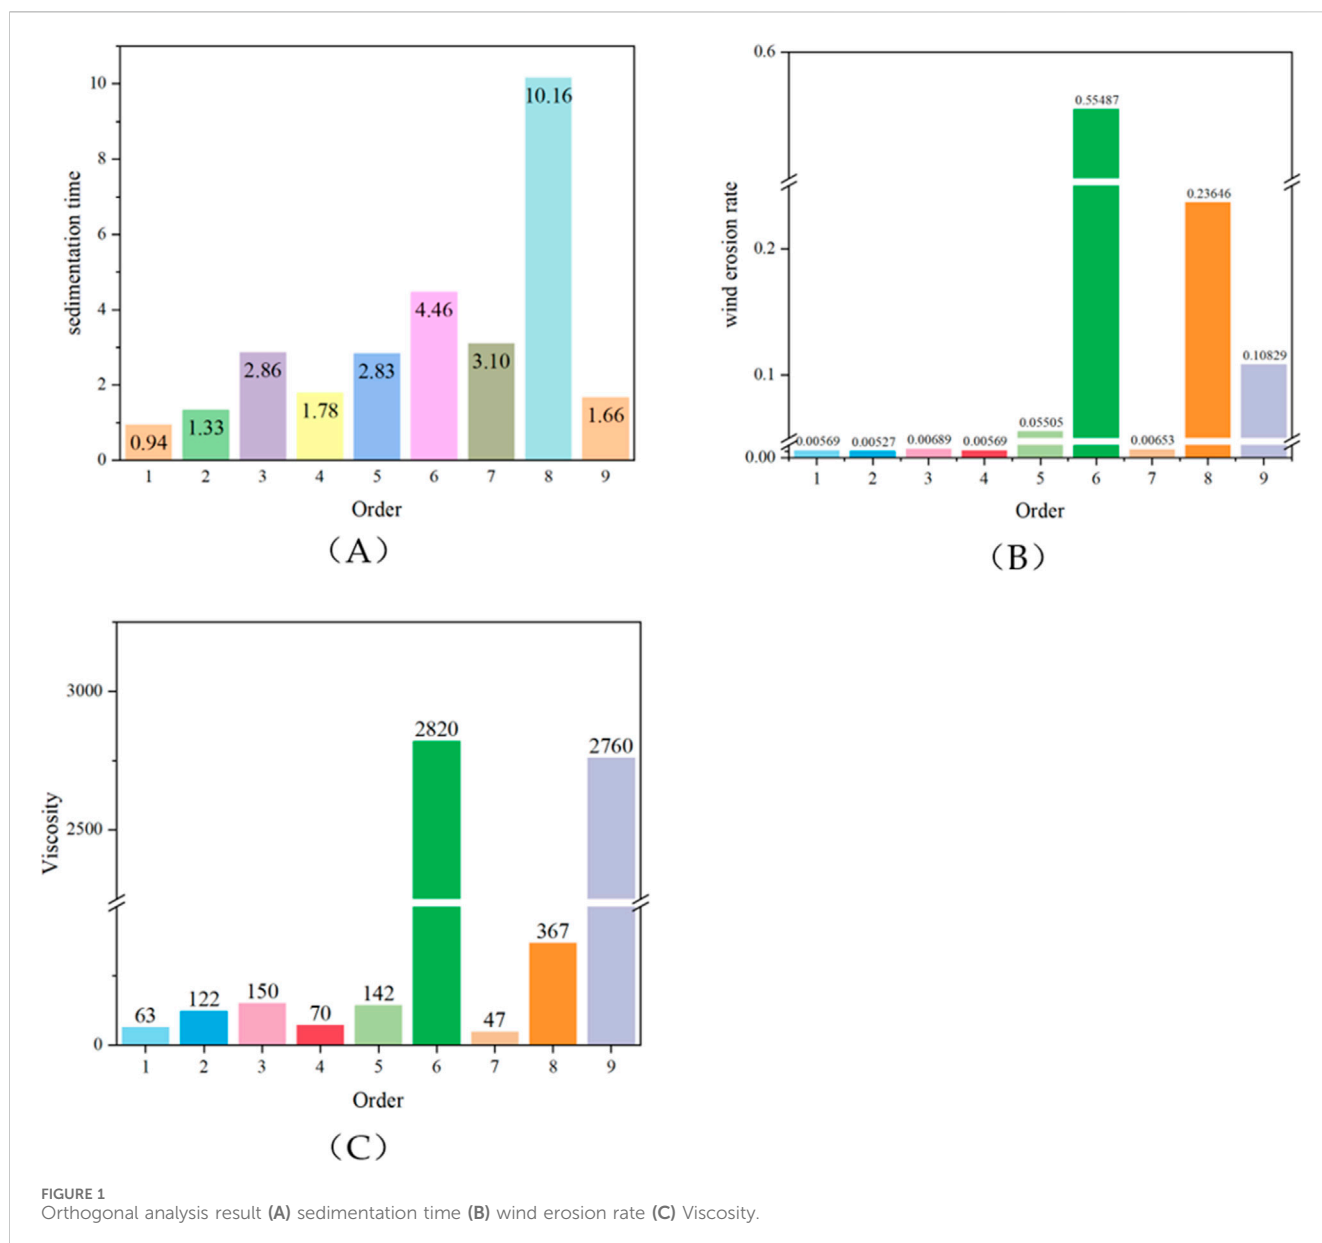 10
8
6
4
2
0
sedimentation time
0.94
1.33
2.86
1.78
2.83
4.46
3.10
10.16
1.66
1 2 3 4 5 6 7 8 9
Order
(A)
0.6
0.2
0.1
0.00
wind erosion rate
0.00569
0.00527
0.00689
0.00569
0.05505
0.55487
0.00653
0.23646
0.10829
1 2 3 4 5 6 7 8 9
Order
(B)
3000
2500
0
Viscosity
63
122
150
70
142
2820
47
367
2760
1 2 3 4 5 6 7 8 9
Order
(C)
FIGURE 1
Orthogonal analysis result (A) sedimentation time (B) wind erosion rate (C) Viscosity.